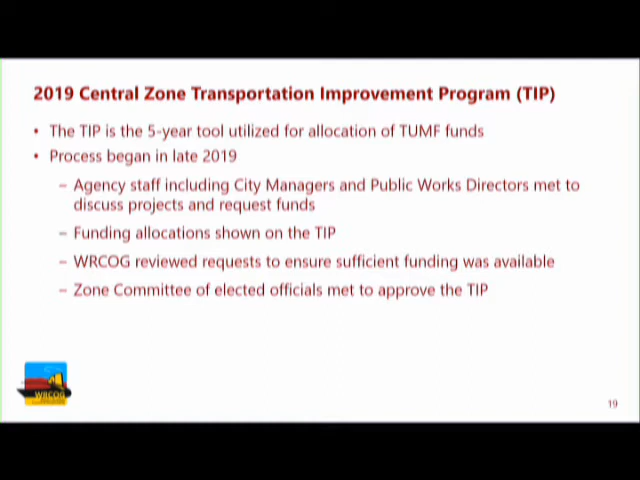 2019 Central Zone Transportation Improvement Program (TIP)
• The TIP is the 5-year tool utilized for allocation of TUMF funds
• Process began in late 2019
– Agency staff including City Managers and Public Works Directors met to
discuss projects and request funds
– Funding allocations shown on the TIP
– WRCOG reviewed requests to ensure sufficient funding was available
– Zone Committee of elected officials met to approve the TIP
WRCOG
19